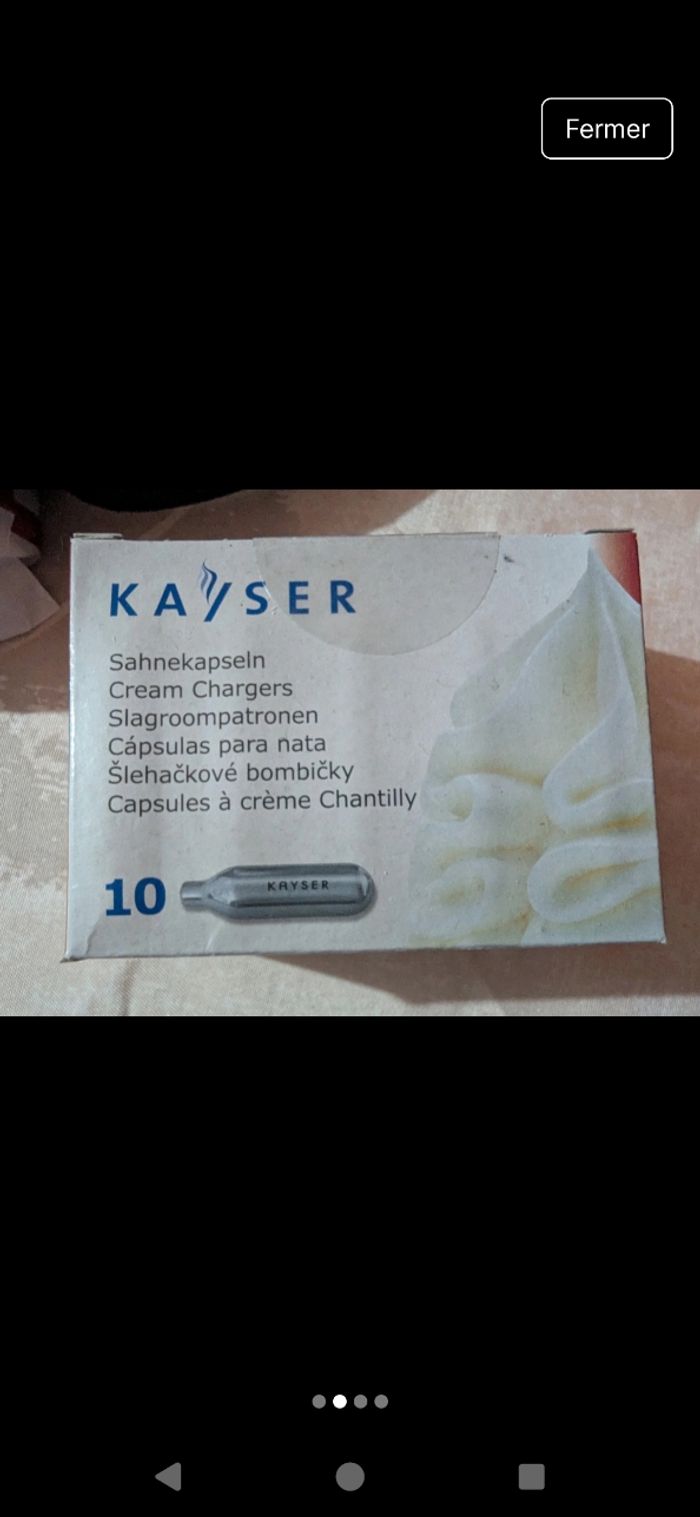 Fermer
KAYSER
Sahnekapseln
Cream Chargers
Slagroompatronen
Cápsulas para nata
Šlehačkové bombičky
Capsules à crème Chantilly
10
KAYSER